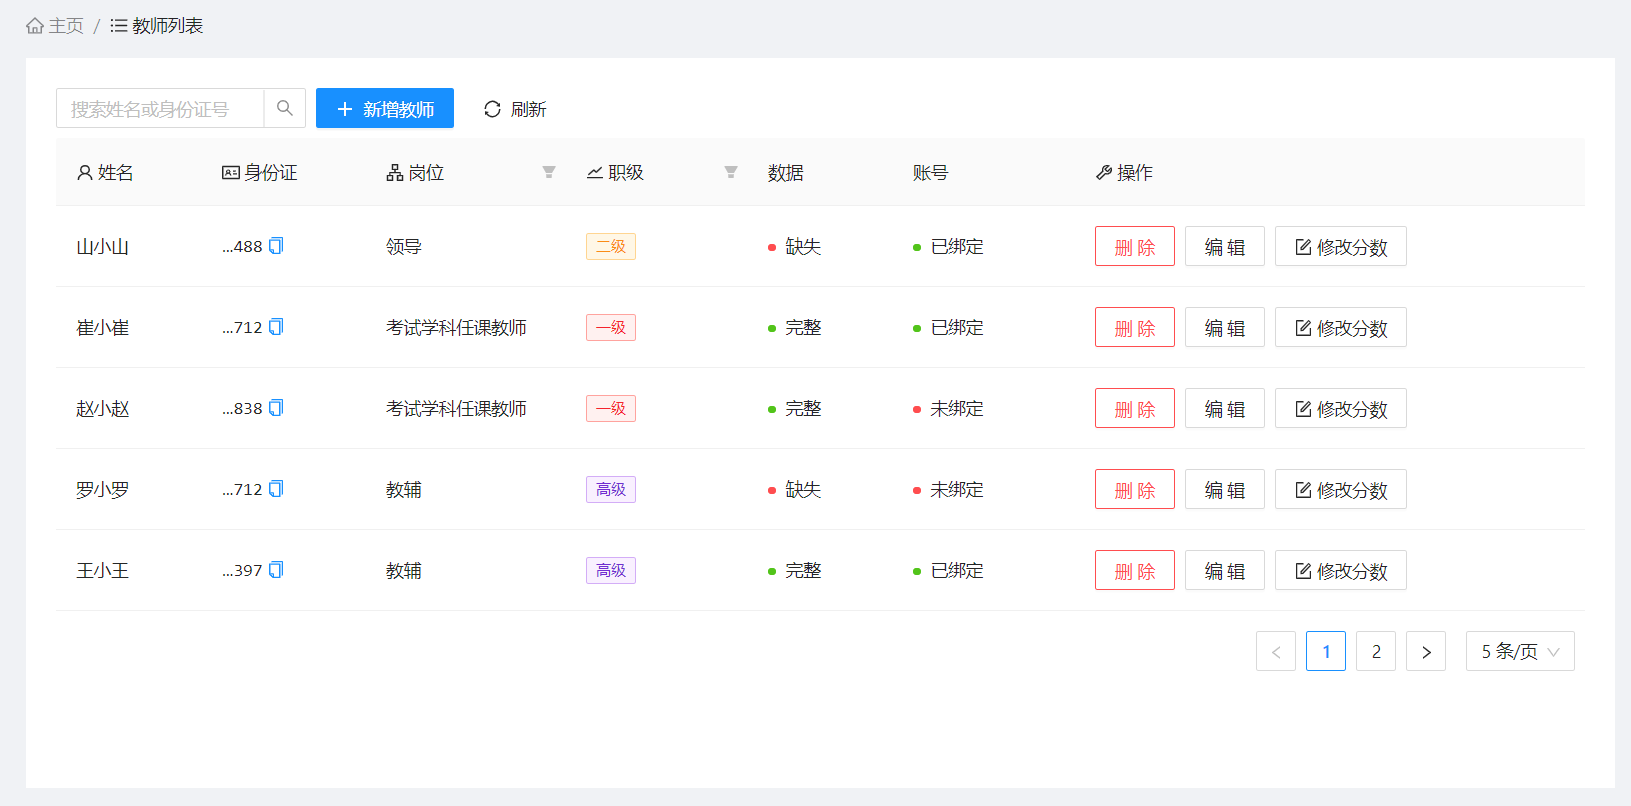 主页 / 教师列表
搜索姓名或身份证号 新增教师 刷新
姓名 身份证 岗位 职级 数据 账号 操作
山小山 ...488 领导 二级 缺失 已绑定 删 除 编 辑 修改分数
崔小崔 ...712 考试学科任课教师 一级 完整 已绑定 删 除 编 辑 修改分数
赵小赵 ...838 考试学科任课教师 一级 完整 未绑定 删 除 编 辑 修改分数
罗小罗 ...712 教辅 高级 缺失 未绑定 删 除 编 辑 修改分数
王小王 ...397 教辅 高级 完整 已绑定 删 除 编 辑 修改分数
< 1 2 > 5 条/页